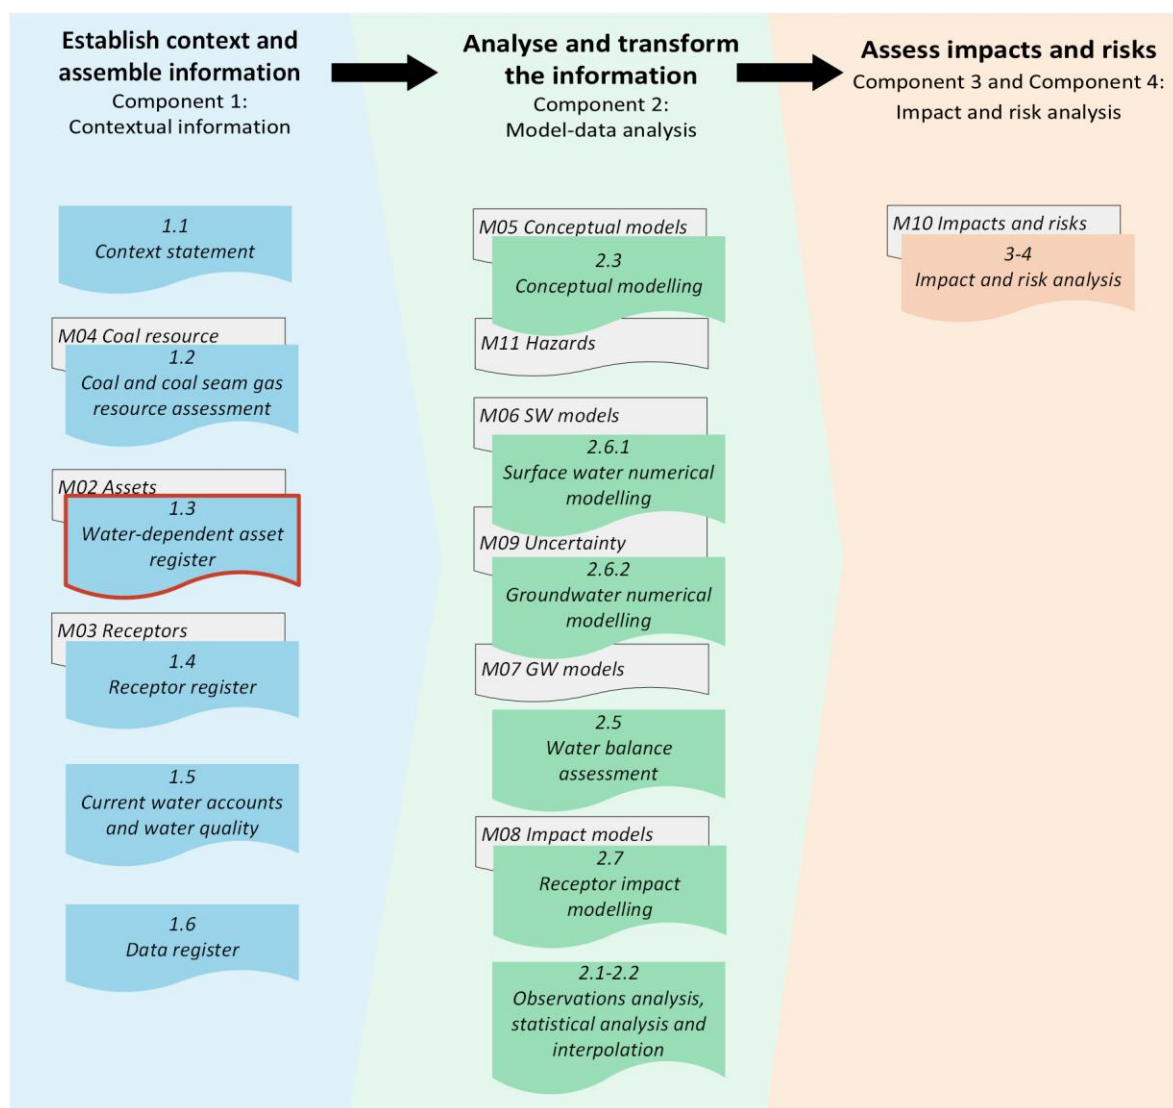 Establish context and
assemble information
Component 1:
Contextual information
1.1
Context statement
M04 Coal resource
1.2
Coal and coal seam gas
resource assessment
M02 Assets
1.3
Water-dependent asset
register
M03 Receptors
1.4
Receptor register
1.5
Current water accounts
and water quality
1.6
Data register
Analyse and transform
the information
Component 2:
Model-data analysis
M05 Conceptual models
2.3
Conceptual modelling
M11 Hazards
M06 SW models
2.6.1
Surface water numerical
modelling
M09 Uncertainty
2.6.2
Groundwater numerical
modelling
M07 GW models
2.5
Water balance
assessment
M08 Impact models
2.7
Receptor impact
modelling
2.1-2.2
Observations analysis,
statistical analysis and
interpolation
Assess impacts and risks
Component 3 and Component 4:
Impact and risk analysis
M10 Impacts and risks
3-4
Impact and risk analysis